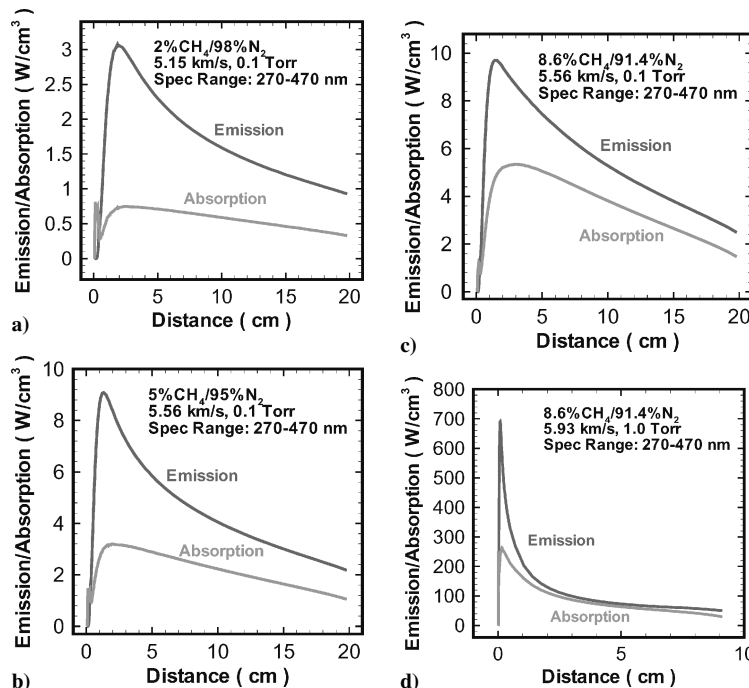 a)
Emission/Absorption ( W/cm³ )
2%CH₄/98%N₂
5.15 km/s, 0.1 Torr
Spec Range: 270-470 nm
Emission
Absorption
3
2.5
2
1.5
1
0.5
0
0 5 10 15 20
Distance ( cm )
b)
Emission/Absorption ( W/cm³ )
5%CH₄/95%N₂
5.56 km/s, 0.1 Torr
Spec Range: 270-470 nm
Emission
Absorption
10
8
6
4
2
0
0 5 10 15 20
Distance ( cm )
c)
Emission/Absorption ( W/cm³ )
8.6%CH₄/91.4%N₂
5.56 km/s, 0.1 Torr
Spec Range: 270-470 nm
Emission
Absorption
10
8
6
4
2
0
0 5 10 15 20
Distance ( cm )
d)
Emission/Absorption ( W/cm³ )
8.6%CH₄/91.4%N₂
5.93 km/s, 1.0 Torr
Spec Range: 270-470 nm
Emission
Absorption
800
700
600
500
400
300
200
100
0
0 5 10
Distance ( cm )